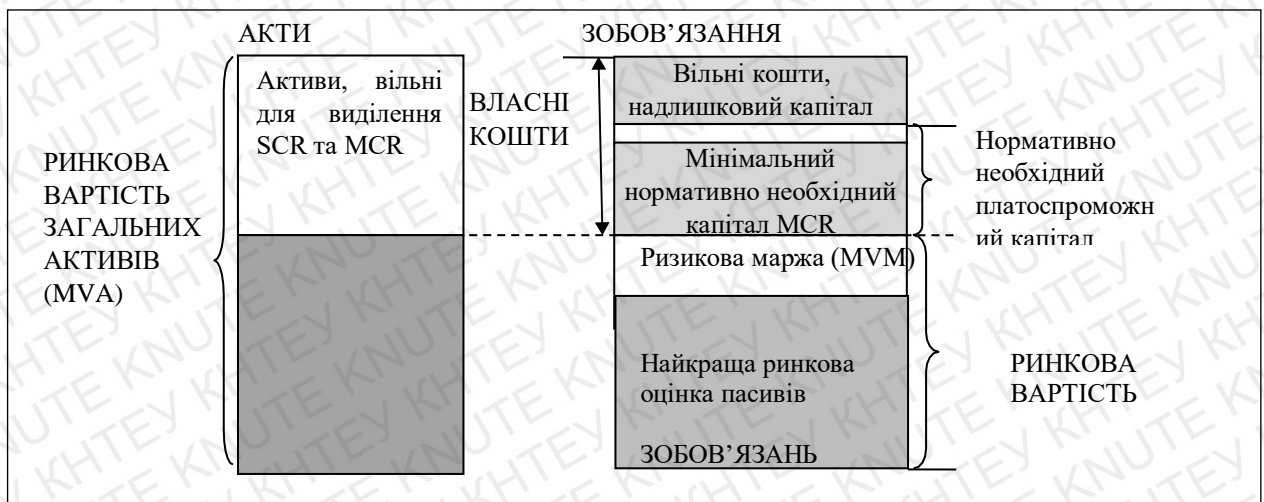 АКТИ
ЗОБОВ’ЯЗАННЯ
Активи, вільні
для виділення
SCR та MCR
ВЛАСНІ
КОШТИ
Вільні кошти,
надлишковий капітал
РИНКОВА
ВАРТІСТЬ
ЗАГАЛЬНИХ
АКТИВІВ
(MVA)
Мінімальний
нормативно необхідний
капітал MCR
Нормативно
необхідний
платоспроможн
ий капітал
Ризикова маржа (MVM)
Найкраща ринкова
оцінка пасивів
ЗОБОВ’ЯЗАНЬ
РИНКОВА
ВАРТІСТЬ